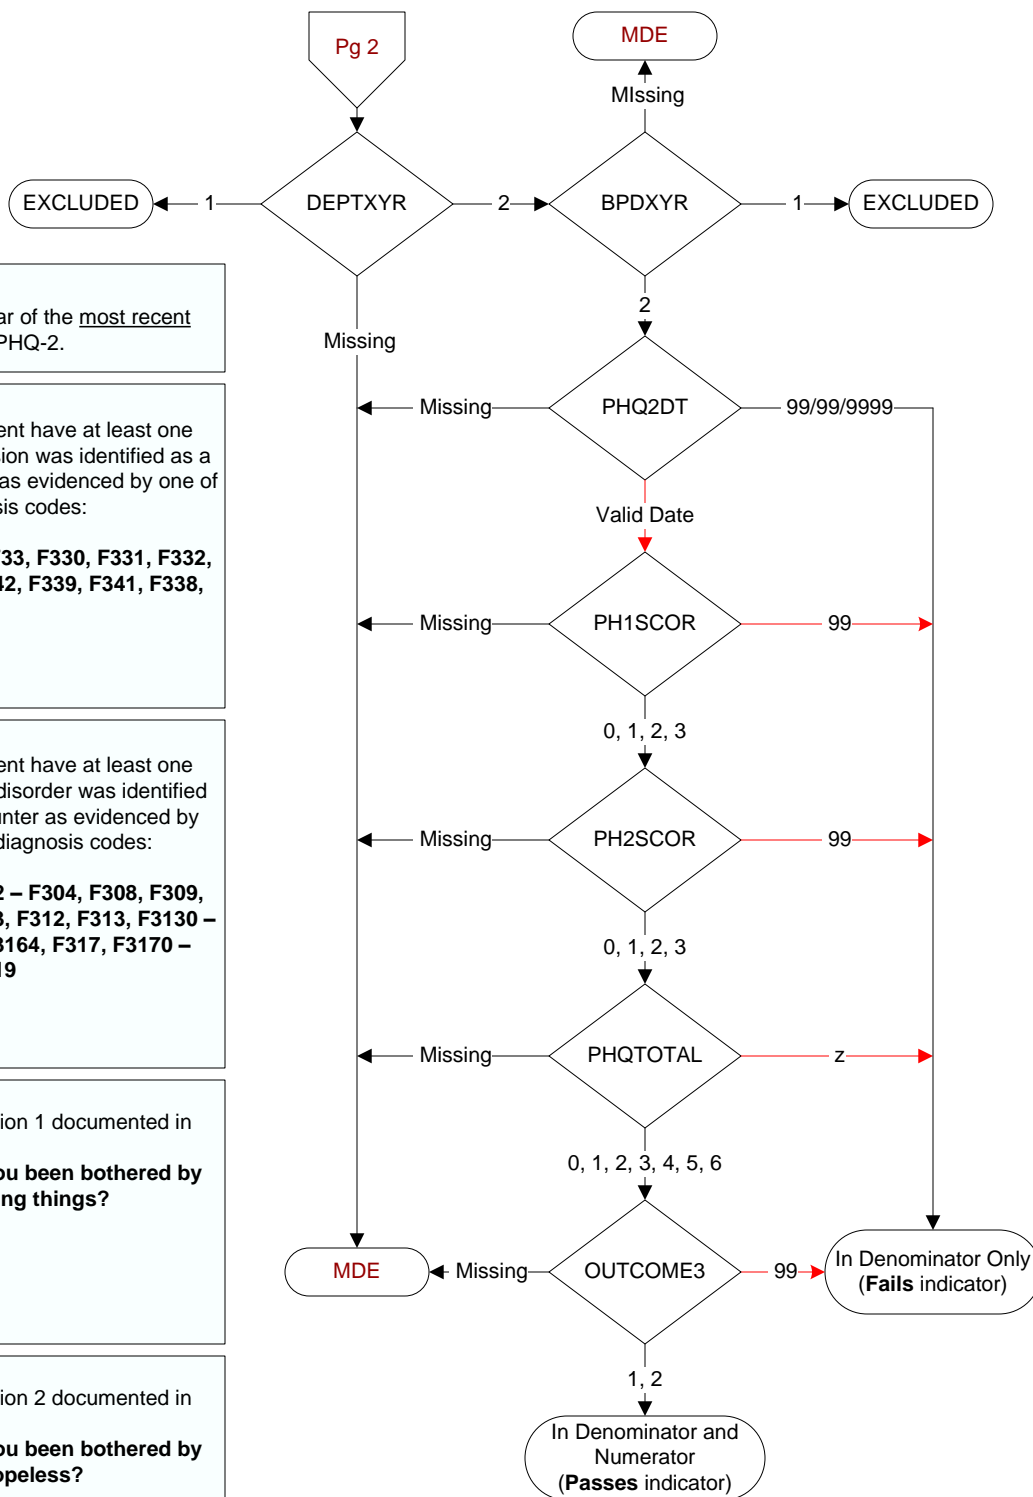 Pg 2
MDE
MIssing
EXCLUDED
1
DEPTXYR
2
BPDXYR
1
EXCLUDED
2
Missing
Missing
PHQ2DT
99/99/9999
Valid Date
Missing
PH1SCOR
99
0, 1, 2, 3
Missing
PH2SCOR
99
0, 1, 2, 3
Missing
PHQTOTAL
z
0, 1, 2, 3, 4, 5, 6
MDE
Missing
OUTCOME3
99
In Denominator Only
(Fails indicator)
1, 2
In Denominator and
Numerator
(Passes indicator)
ar of the most recent
PHQ-2.
ent have at least one
sion was identified as a
as evidenced by one of
sis codes:
F33, F330, F331, F332,
42, F339, F341, F338,
ent have at least one
disorder was identified
unter as evidenced by
diagnosis codes:
2 – F304, F308, F309,
3, F312, F313, F3130 –
3164, F317, F3170 –
19
tion 1 documented in
ou been bothered by
ing things?
tion 2 documented in
ou been bothered by
opeless?